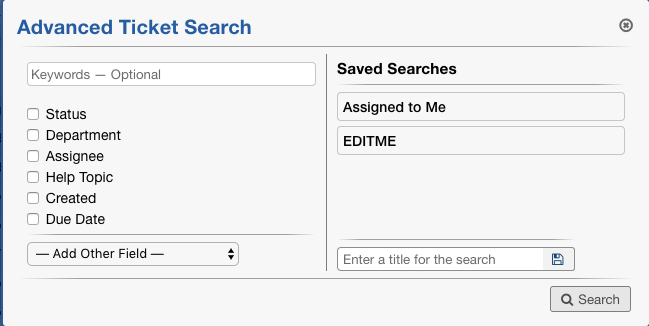 Advanced Ticket Search
Keywords — Optional
Status
Department
Assignee
Help Topic
Created
Due Date
— Add Other Field —
Saved Searches
Assigned to Me
EDITME
Enter a title for the search
Search